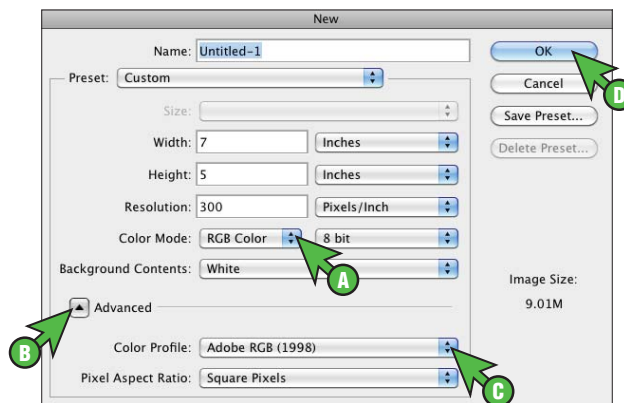 New
Name: Untitled-1
OK
Preset: Custom
Cancel
D
Size:
Save Preset...
Width: 7 Inches
Delete Preset...
Height: 5 Inches
Resolution: 300 Pixels/Inch
Color Mode: RGB Color 8 bit
A
Background Contents: White
Image Size:
9.01M
Advanced
B
Color Profile: Adobe RGB (1998)
C
Pixel Aspect Ratio: Square Pixels